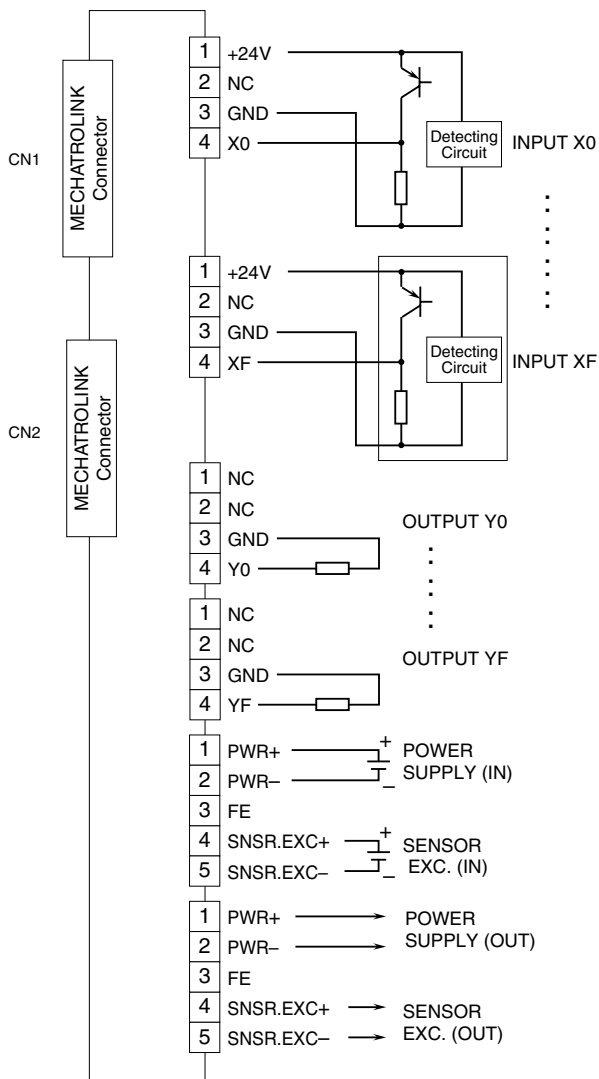 CN1
MECHATROLINK
Connector
CN2
MECHATROLINK
Connector
1 +24V
2 NC
3 GND
4 X0
Detecting
Circuit
INPUT X0
1 +24V
2 NC
3 GND
4 XF
Detecting
Circuit
INPUT XF
1 NC
2 NC
3 GND
4 Y0
OUTPUT Y0
1 NC
2 NC
3 GND
4 YF
OUTPUT YF
1 PWR+
2 PWR–
3 FE
4 SNSR.EXC+
5 SNSR.EXC–
+
–
POWER
SUPPLY (IN)
+
–
SENSOR
EXC. (IN)
1 PWR+
2 PWR–
3 FE
4 SNSR.EXC+
5 SNSR.EXC–
POWER
SUPPLY (OUT)
SENSOR
EXC. (OUT)